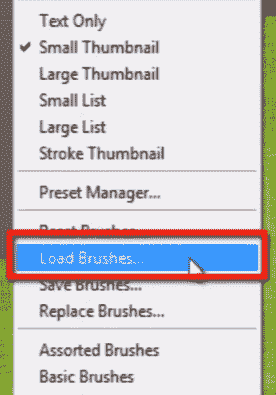 Text Only
Small Thumbnail
Large Thumbnail
Small List
Large List
Stroke Thumbnail
Preset Manager...
Reset Brushes...
Load Brushes...
Save Brushes...
Replace Brushes...
Assorted Brushes
Basic Brushes